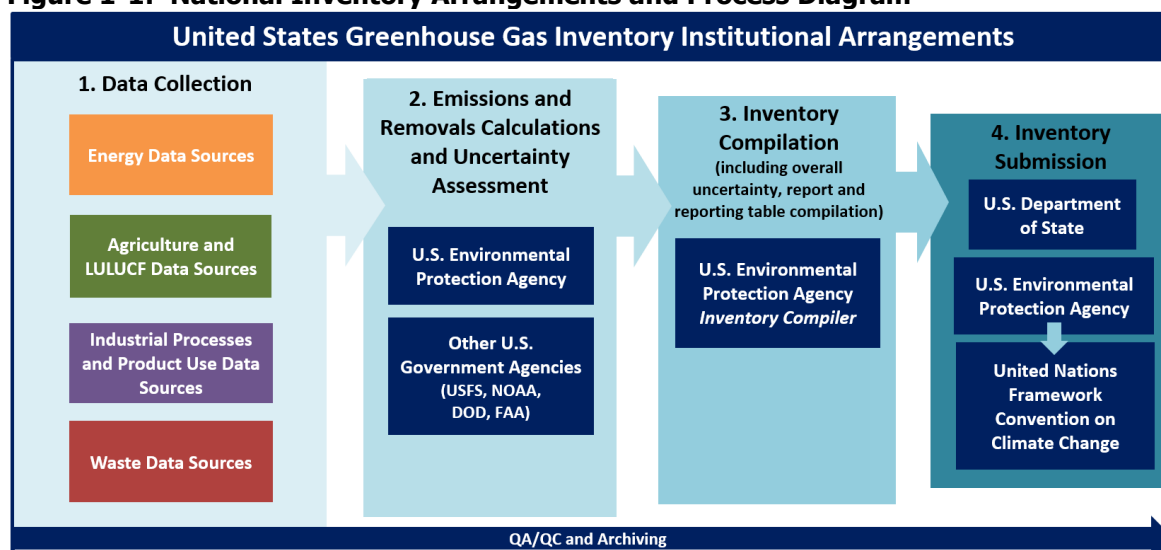 Figure 1-1: National Inventory Arrangements and Process Diagram
United States Greenhouse Gas Inventory Institutional Arrangements
1. Data Collection
Energy Data Sources
Agriculture and
LULUCF Data Sources
Industrial Processes
and Product Use Data
Sources
Waste Data Sources
2. Emissions and
Removals Calculations
and Uncertainty
Assessment
U.S. Environmental
Protection Agency
Other U.S.
Government Agencies
(USFS, NOAA,
DOD, FAA)
3. Inventory
Compilation
(including overall
uncertainty, report and
reporting table compilation)
U.S. Environmental
Protection Agency
Inventory Compiler
4. Inventory
Submission
U.S. Department
of State
U.S. Environmental
Protection Agency
United Nations
Framework
Convention on
Climate Change
QA/QC and Archiving